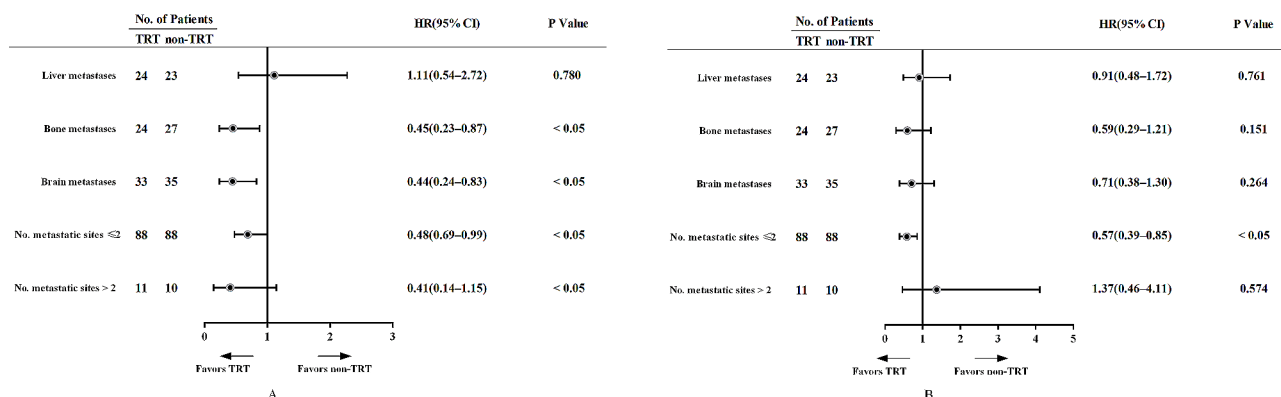 No. of Patients HR(95% CI) P Value
TRT non-TRT
Liver metastases 24 23 1.11(0.54–2.72) 0.780
Bone metastases 24 27 0.45(0.23–0.87) < 0.05
Brain metastases 33 35 0.44(0.24–0.83) < 0.05
No. metastatic sites ⩽2 88 88 0.48(0.69–0.99) < 0.05
No. metastatic sites > 2 11 10 0.41(0.14–1.15) < 0.05
0 1 2 3
Favors TRT Favors non-TRT
A
No. of Patients HR(95% CI) P Value
TRT non-TRT
Liver metastases 24 23 0.91(0.48–1.72) 0.761
Bone metastases 24 27 0.59(0.29–1.21) 0.151
Brain metastases 33 35 0.71(0.38–1.30) 0.264
No. metastatic sites ⩽2 88 88 0.57(0.39–0.85) < 0.05
No. metastatic sites > 2 11 10 1.37(0.46–4.11) 0.574
0 1 2 3 4 5
Favors TRT Favors non-TRT
B